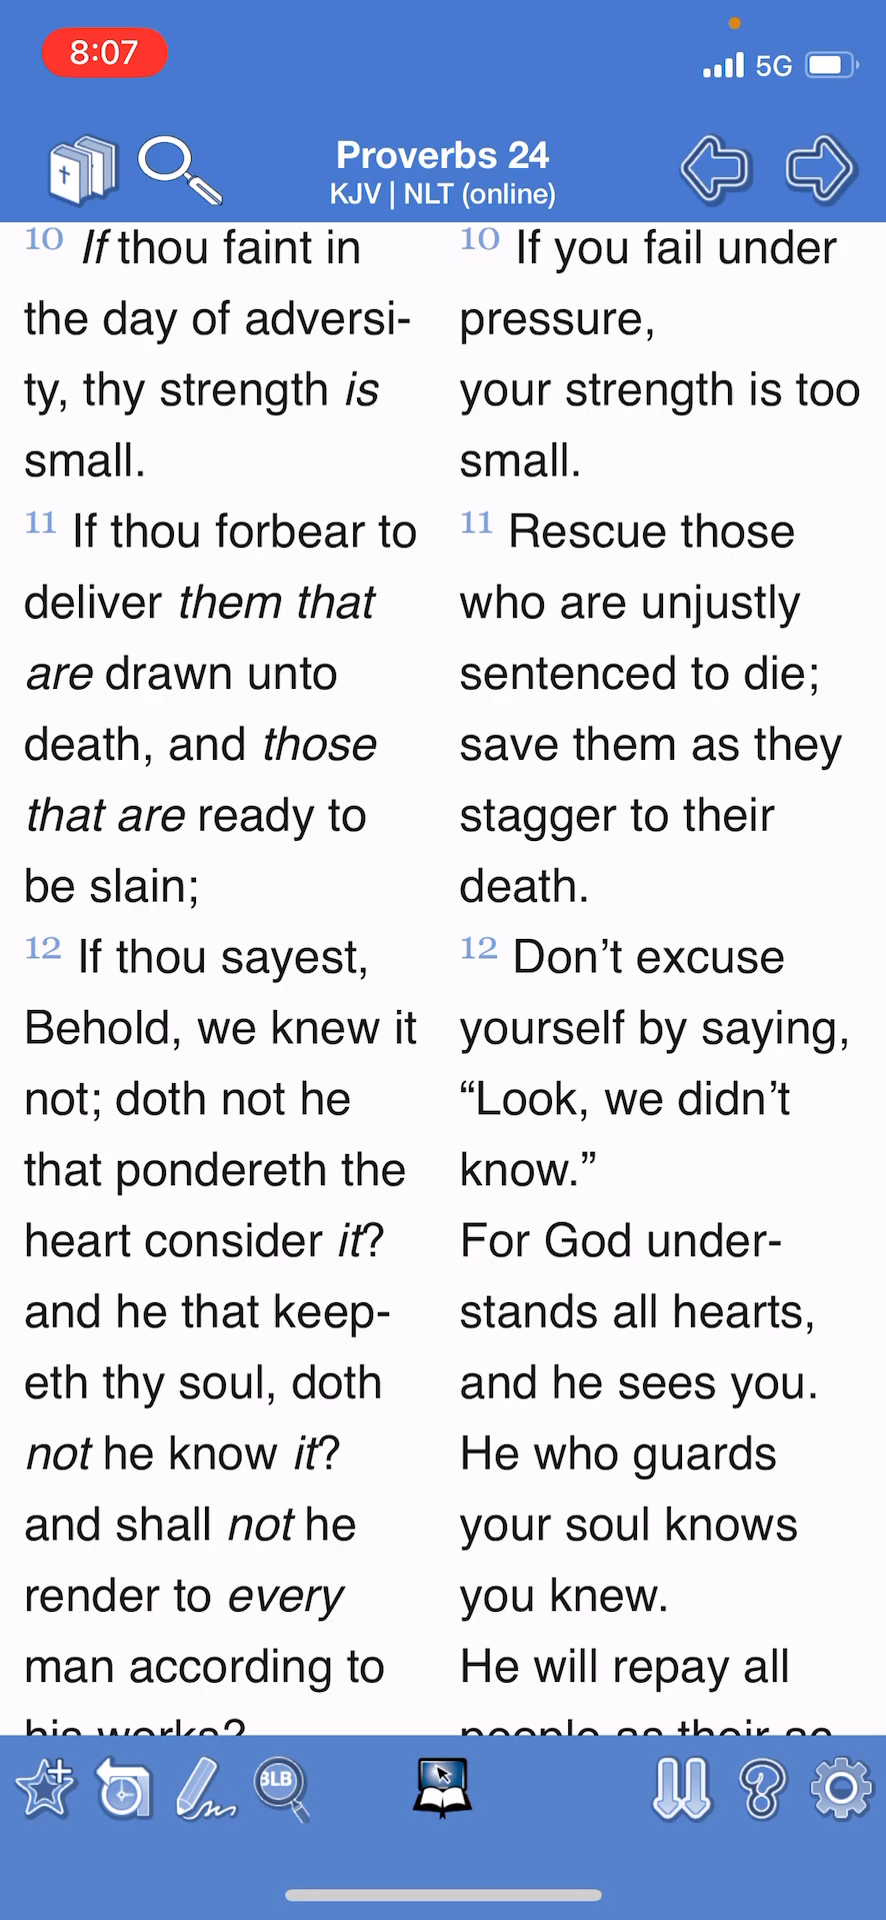 8:07
5G
Proverbs 24
KJV | NLT (online)
10 If thou faint in
the day of adversi-
ty, thy strength is
small.
11 If thou forbear to
deliver them that
are drawn unto
death, and those
that are ready to
be slain;
12 If thou sayest,
Behold, we knew it
not; doth not he
that pondereth the
heart consider it?
and he that keep-
eth thy soul, doth
not he know it?
and shall not he
render to every
man according to
his works?
10 If you fail under
pressure,
your strength is too
small.
11 Rescue those
who are unjustly
sentenced to die;
save them as they
stagger to their
death.
12 Don’t excuse
yourself by saying,
“Look, we didn’t
know.”
For God under-
stands all hearts,
and he sees you.
He who guards
your soul knows
you knew.
He will repay all
people as their ac
BLB